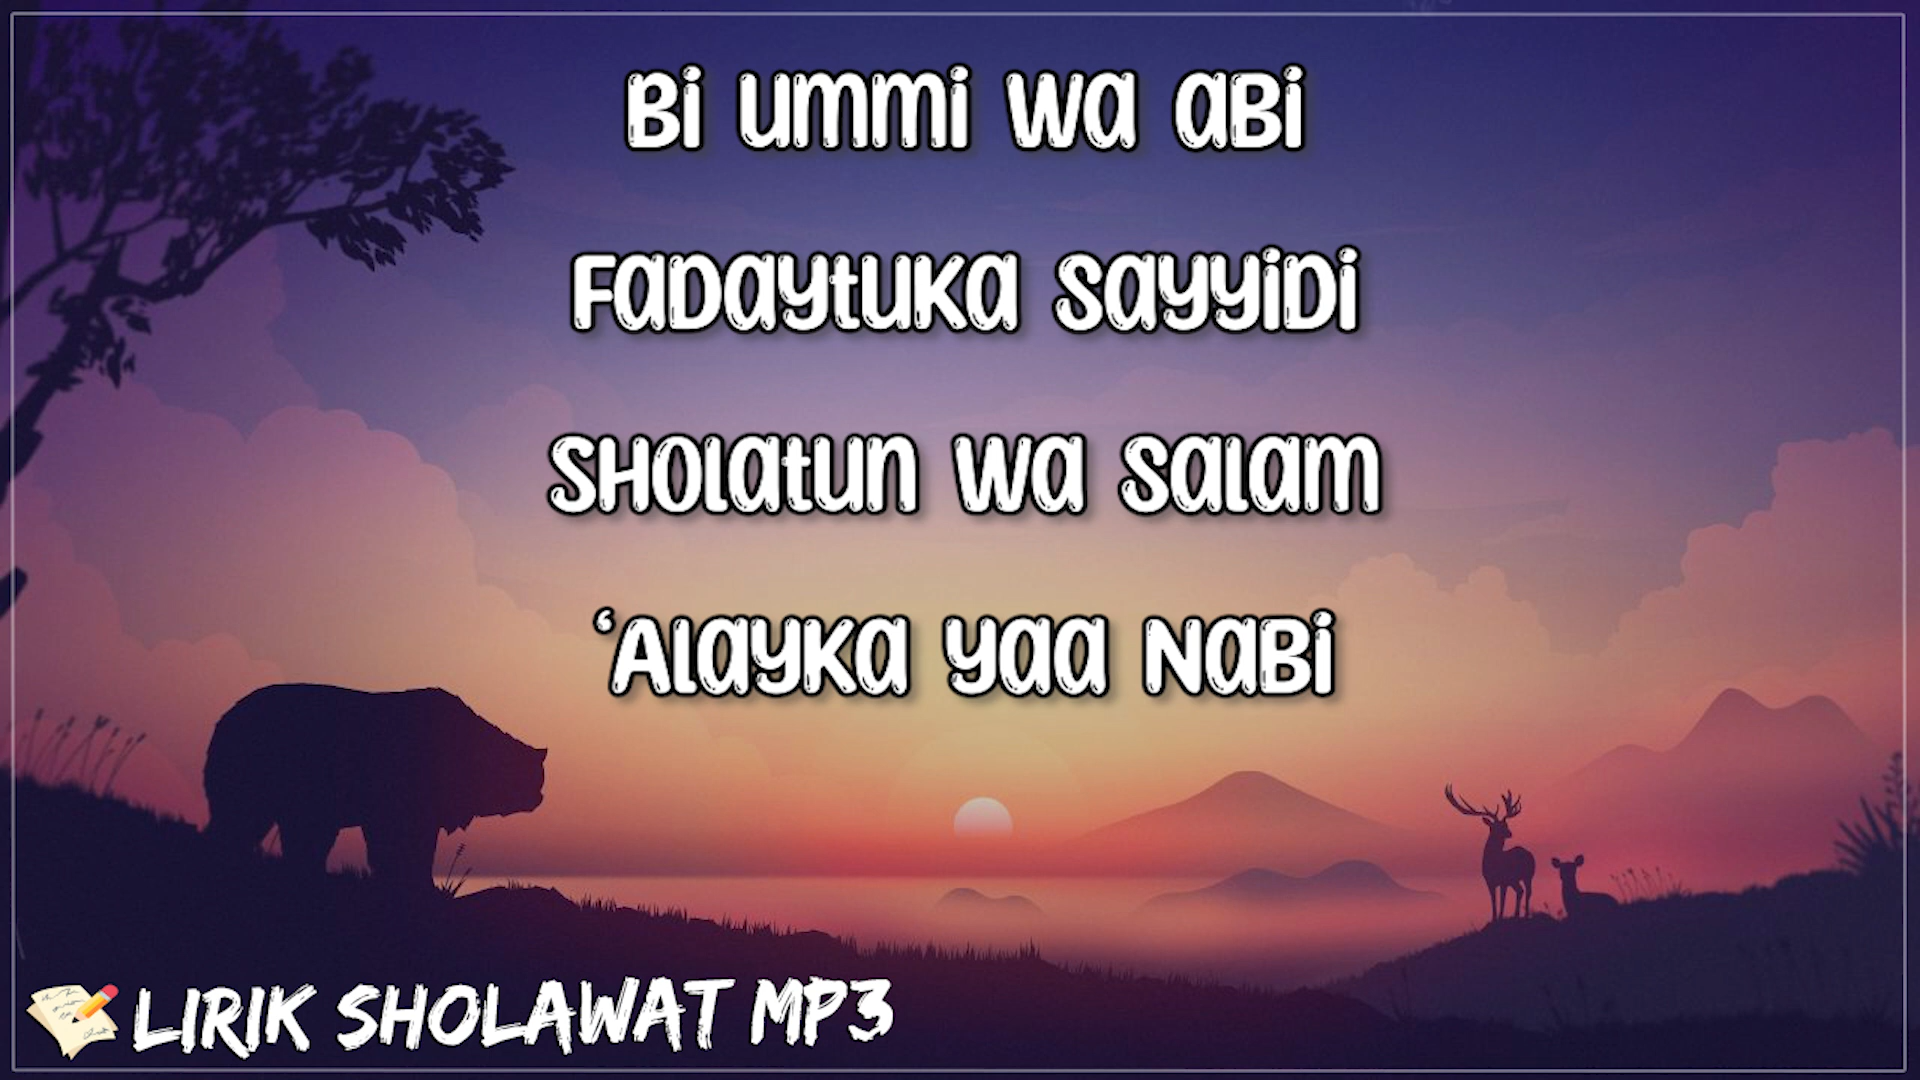 Bi ummi wa abi
Fadaytuka sayyidi
Sholatun wa salam
‘Alayka yaa Nabi
LIRIK SHOLAWAT MP3